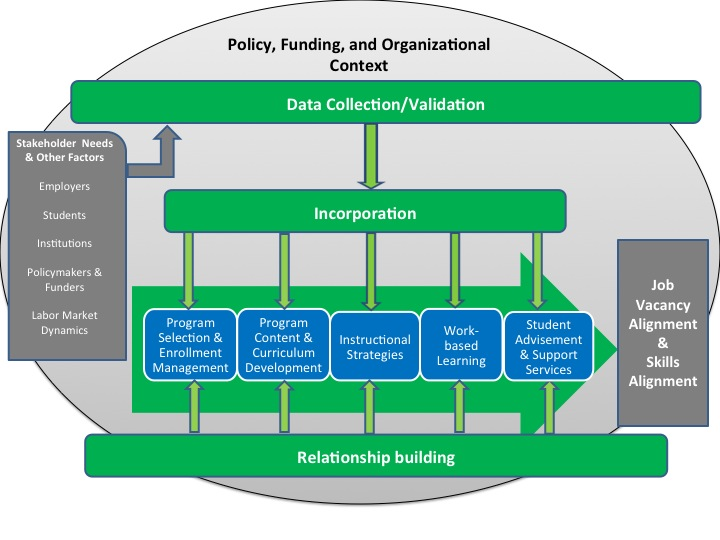 Policy, Funding, and Organizational
Context
Data Collection/Validation
Stakeholder Needs
& Other Factors
Employers
Students
Institutions
Policymakers &
Funders
Labor Market
Dynamics
Incorporation
Program
Selection &
Enrollment
Management
Program
Content &
Curriculum
Development
Instructional
Strategies
Work-
based
Learning
Student
Advisement
& Support
Services
Job
Vacancy
Alignment
&
Skills
Alignment
Relationship building